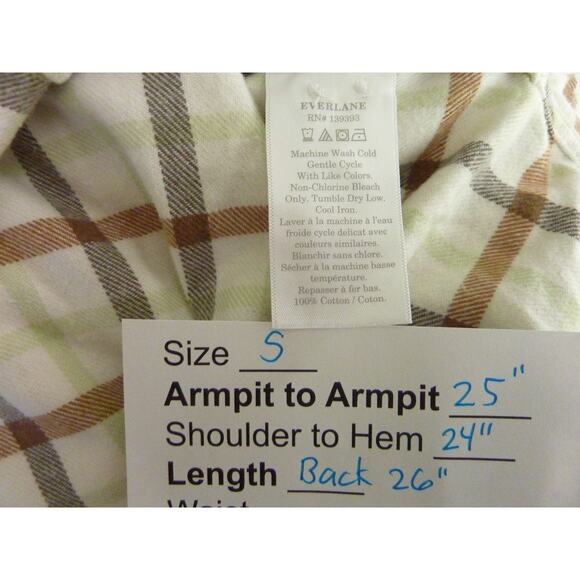 EVERLANE
RN# 139393
Machine Wash Cold
Gentle Cycle
With Like Colors.
Non-Chlorine Bleach
Only. Tumble Dry Low.
Cool Iron.
Laver à la machine à l'eau
froide cycle délicat avec
couleurs similaires.
Blanchir sans chlore.
Sécher à la machine basse
température.
Repasser à fer bas.
100% Cotton / Coton.
Size S
Armpit to Armpit 25"
Shoulder to Hem 24"
Length Back 26"
Waist